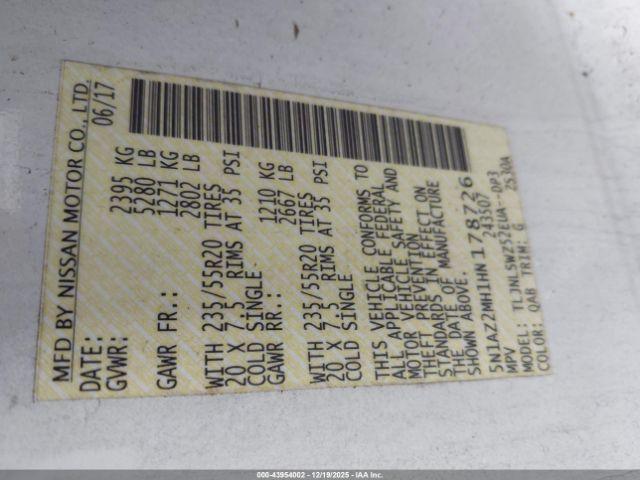 MFD BY NISSAN MOTOR CO., LTD.
DATE: 06/17
GVWR: 2395 KG
5280 LB
GAWR FR.: 1271 KG
2802 LB
WITH 235/55R20 TIRES
20 X 7.5 RIMS AT 35 PSI
COLD SINGLE
GAWR RR.: 1210 KG
2667 LB
WITH 235/55R20 TIRES
20 X 7.5 RIMS AT 35 PSI
COLD SINGLE
THIS VEHICLE CONFORMS TO
ALL APPLICABLE FEDERAL
MOTOR VEHICLE SAFETY AND
THEFT PREVENTION
STANDARDS IN EFFECT ON
THE DATE OF MANUFACTURE
SHOWN ABOVE.
5N1AZ2MH1HN178726
MPV 243507
MODEL: TLJNLSWZ52EUA--DP3
COLOR: QAB TRIM: G ZS30A
000-43954002 - 12/19/2025 - IAAI.com